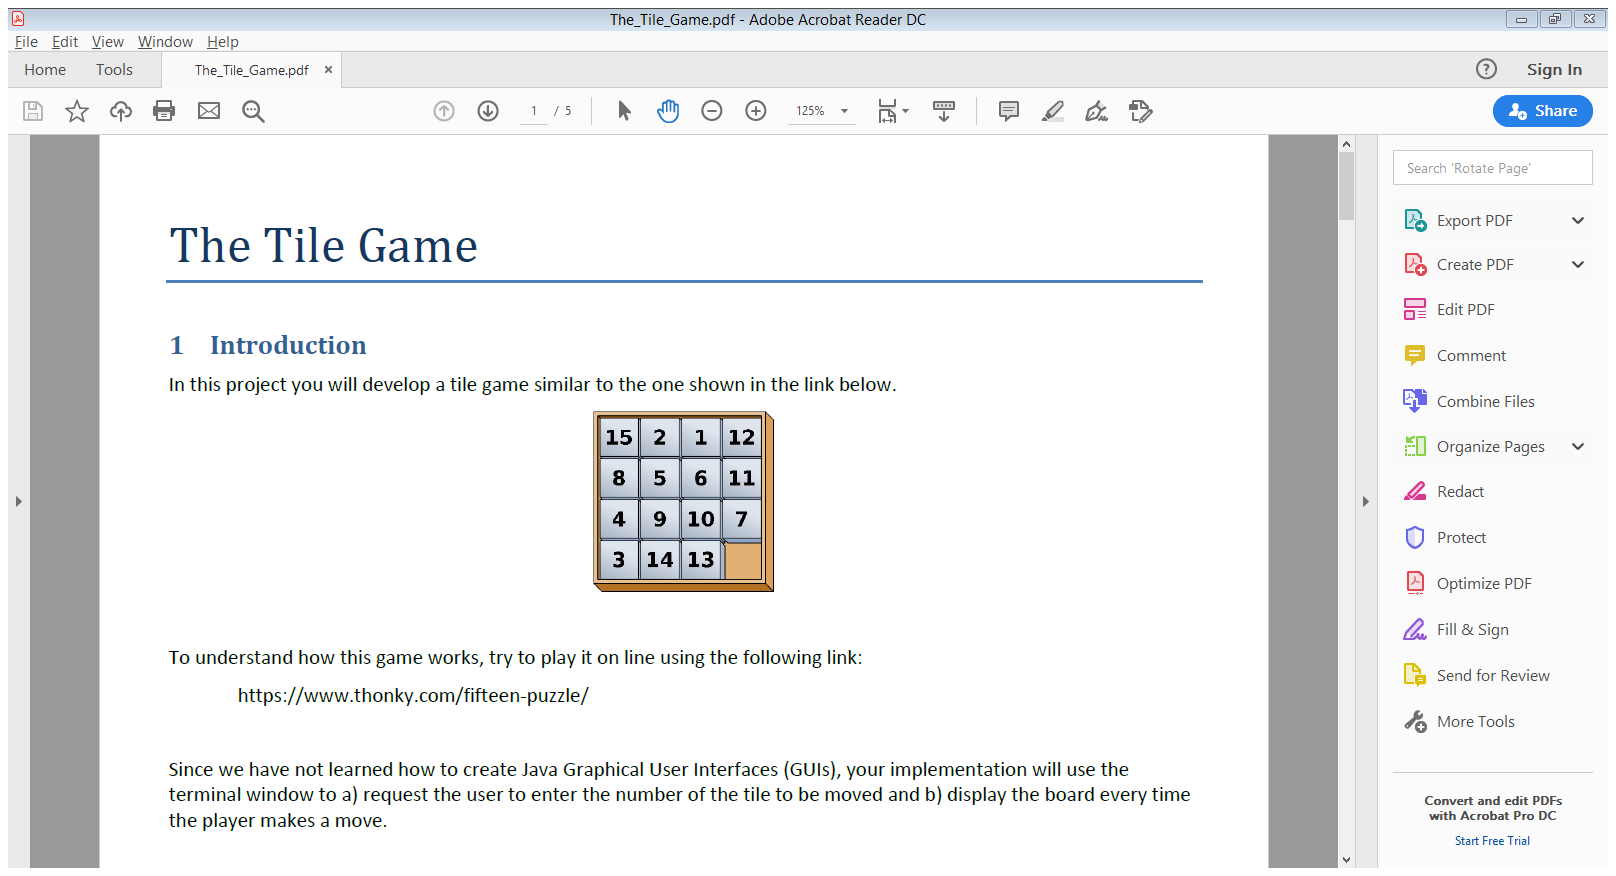 The_Tile_Game.pdf - Adobe Acrobat Reader DC
File Edit View Window Help
Home Tools The_Tile_Game.pdf × ? Sign In
1 / 5 125% Share
Search 'Rotate Page'
Export PDF
Create PDF
Edit PDF
Comment
Combine Files
Organize Pages
Redact
Protect
Optimize PDF
Fill & Sign
Send for Review
More Tools
Convert and edit PDFs
with Acrobat Pro DC
Start Free Trial
The Tile Game
1 Introduction
In this project you will develop a tile game similar to the one shown in the link below.
15 2 1 12
8 5 6 11
4 9 10 7
3 14 13
To understand how this game works, try to play it on line using the following link:
https://www.thonky.com/fifteen-puzzle/
Since we have not learned how to create Java Graphical User Interfaces (GUIs), your implementation will use the
terminal window to a) request the user to enter the number of the tile to be moved and b) display the board every time
the player makes a move.